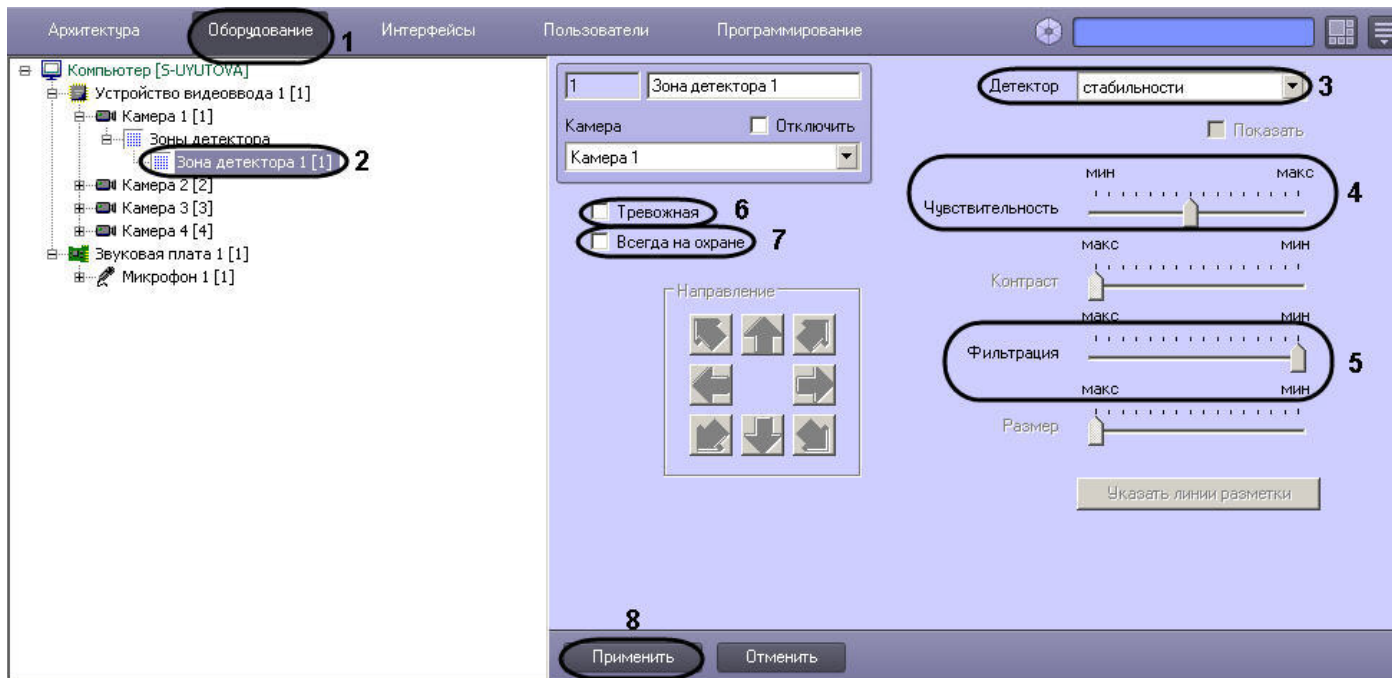 Архитектура Оборудование 1 Интерфейсы Пользователи Программирование
Компьютер [S-UYUTOVA]
Устройство видеоввода 1 [1]
Камера 1 [1]
Зоны детектора
Зона детектора 1 [1] 2
Камера 2 [2]
Камера 3 [3]
Камера 4 [4]
Звуковая плата 1 [1]
Микрофон 1 [1]
1 Зона детектора 1
Камера Отключить
Камера 1
Тревожная 6
Всегда на охране 7
Направление
Детектор стабильности 3
Показать
мин макс
Чувствительность 4
макс мин
Контраст
макс мин
Фильтрация 5
макс мин
Размер
Указать линии разметки
8
Применить Отменить